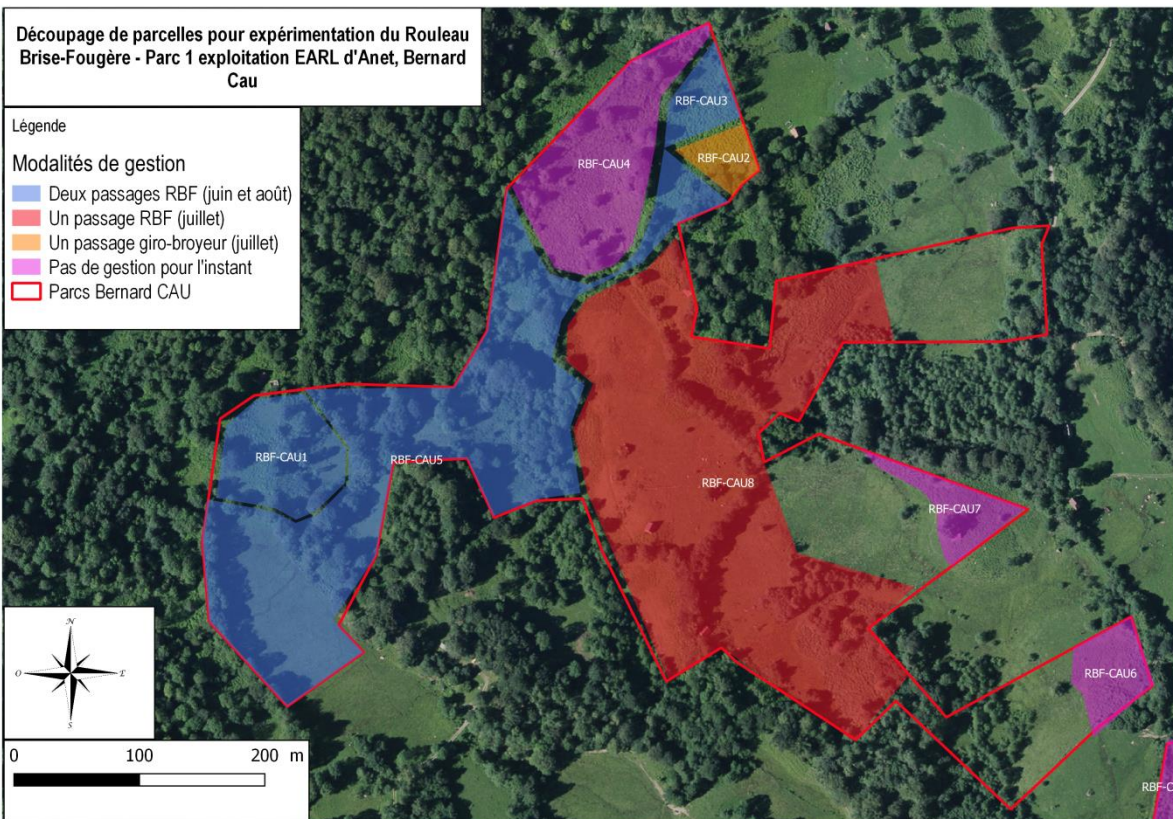 Découpage de parcelles pour expérimentation du Rouleau
Brise-Fougère - Parc 1 exploitation EARL d'Anet, Bernard
Cau
Légende
Modalités de gestion
Deux passages RBF (juin et août)
Un passage RBF (juillet)
Un passage giro-broyeur (juillet)
Pas de gestion pour l'instant
Parcs Bernard CAU
RBF-CAU3
RBF-CAU2
RBF-CAU4
RBF-CAU1
RBF-CAU5
RBF-CAU8
RBF-CAU7
RBF-CAU6
RBF-C
N
O
E
S
0 100 200 m